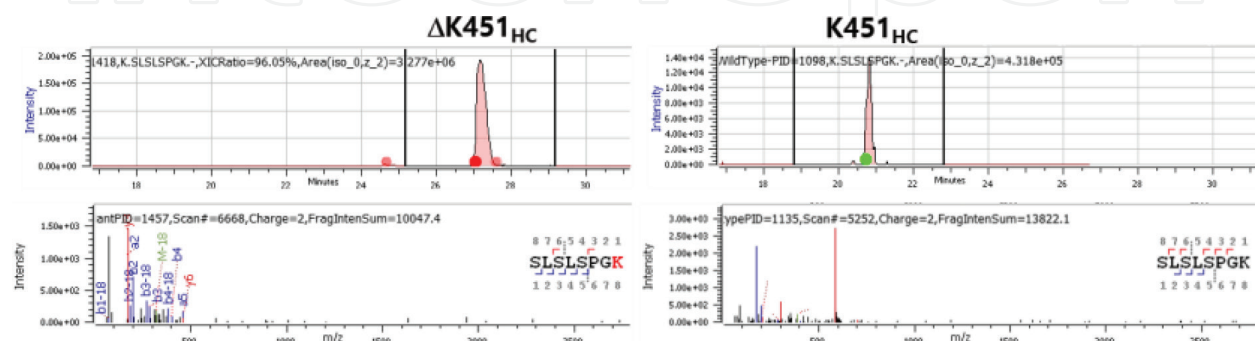 ΔK451HC
K451HC
1418,K.SLSLSPGK.-,XICRatio=96.05%,Area(iso_0,z_2)=3.277e+06
2.00e+05
1.50e+05
1.00e+05
5.00e+04
0.00e+00
Intensity
18 20 22 24 26 28 30
Minutes
WildType-PID=1098,K.SLSLSPGK.-,Area(iso_0,z_2)=4.318e+05
1.40e+04
1.20e+04
1.00e+04
8.00e+03
6.00e+03
4.00e+03
2.00e+03
0.00e+00
Intensity
18 20 22 24 26 28 30
Minutes
antPID=1457,Scan#=6668,Charge=2,FragIntenSum=10047.4
1.50e+03
1.00e+03
5.00e+02
0.00e+00
Intensity
b1-18
b2-18
b2
a2
b3-18
b3
M-18
b4-18
b4
a5
y6
8 7 6 5 4 3 2 1
SLSLSPGK
1 2 3 4 5 6 7 8
m/z
ypePID=1135,Scan#=5252,Charge=2,FragIntenSum=13822.1
3.00e+03
2.50e+03
2.00e+03
1.50e+03
1.00e+03
5.00e+02
0.00e+00
Intensity
8 7 6 5 4 3 2 1
SLSLSPGK
1 2 3 4 5 6 7 8
m/z